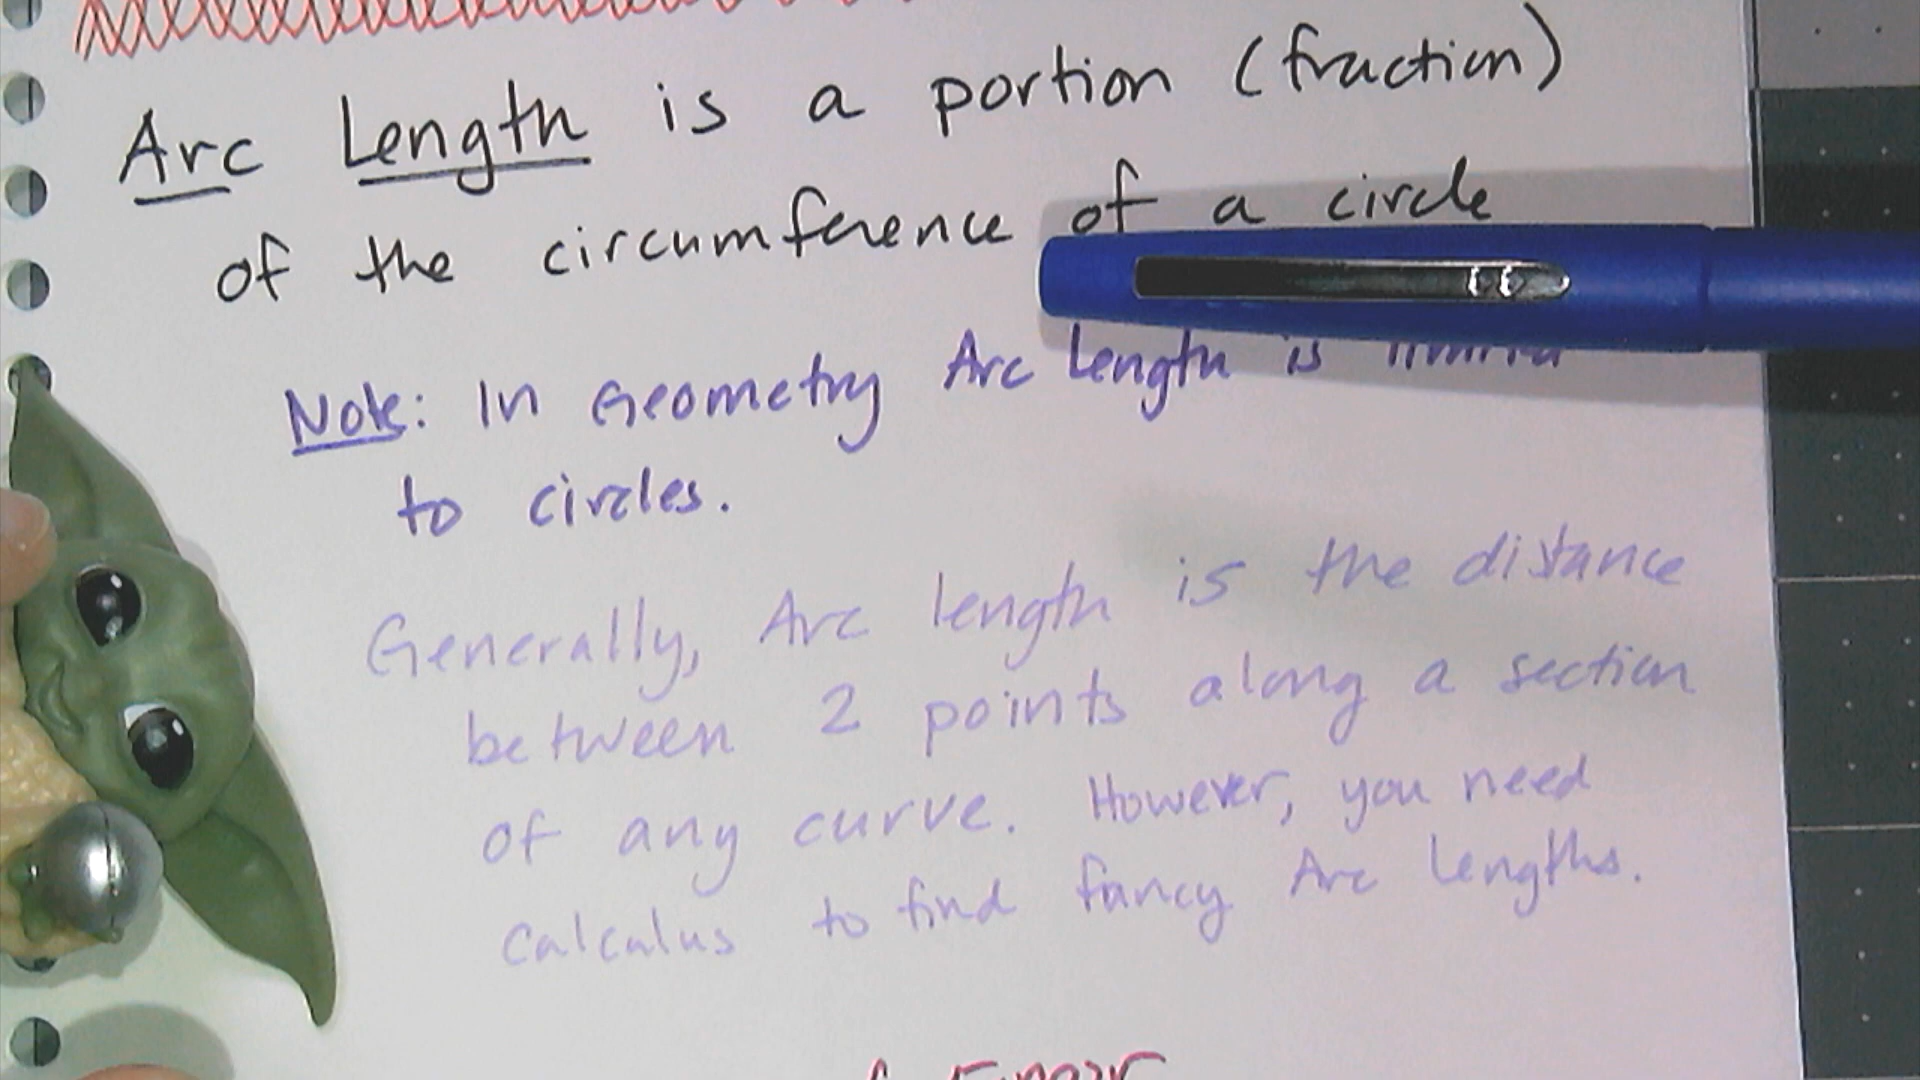 Arc Length is a portion (fraction)
of the circumference of a circle
Note: In Geometry Arc Length is
to circles.
Generally, Arc length is the distance
between 2 points along a section
of any curve. However, you need
Calculus to find fancy Arc Lengths.